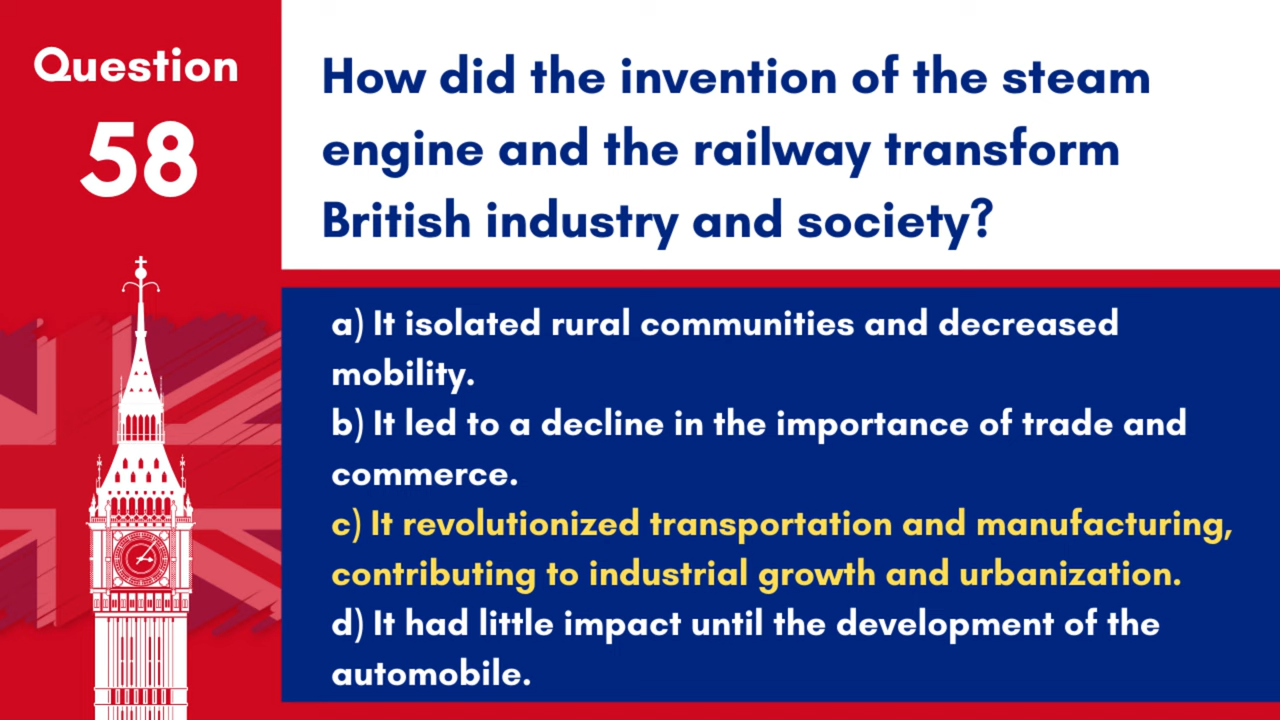 Question
58
How did the invention of the steam
engine and the railway transform
British industry and society?
a) It isolated rural communities and decreased
mobility.
b) It led to a decline in the importance of trade and
commerce.
c) It revolutionized transportation and manufacturing,
contributing to industrial growth and urbanization.
d) It had little impact until the development of the
automobile.